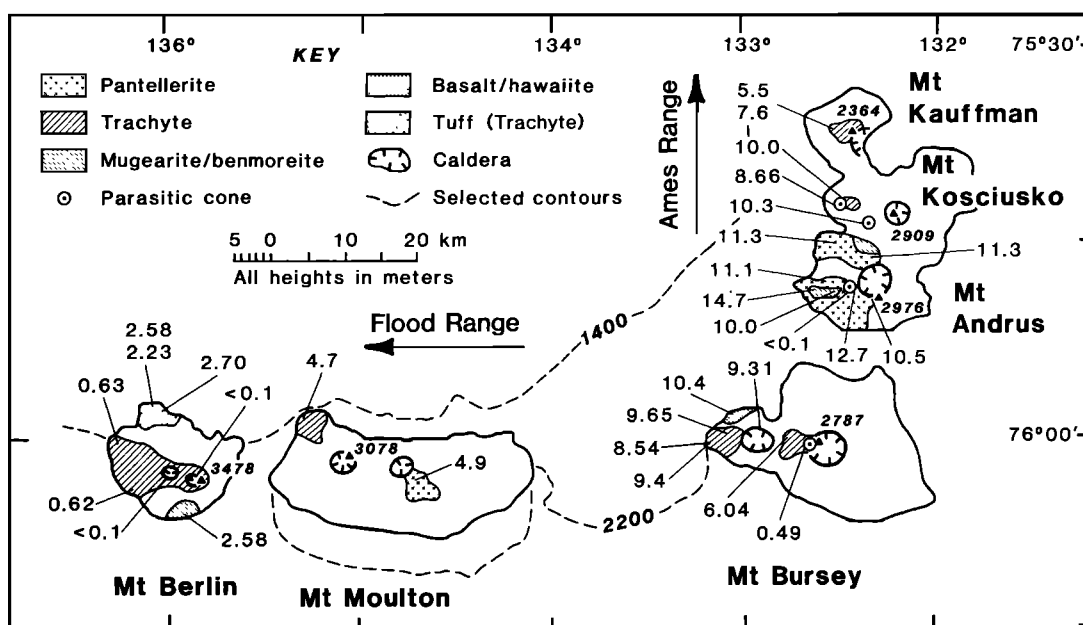 136° 134° 133° 132° 75°30′
KEY
Pantellerite
Trachyte
Mugearite/benmoreite
Parasitic cone
Basalt/hawaiite
Tuff (Trachyte)
Caldera
Selected contours
5 0 10 20 km
All heights in meters
Ames Range
Mt
Kauffman
5.5
7.6
2364
10.0
8.66
10.3
Mt
Kosciusko
2909
11.3
11.3
11.1
14.7
10.0
<0.1
12.7
10.5
2976
Mt
Andrus
Flood Range
1400
2.58
2.23
2.70
0.63
<0.1
3478
0.62
<0.1
2.58
Mt Berlin
4.7
3078
4.9
Mt Moulton
2200
10.4
9.31
9.65
8.54
9.4
6.04
0.49
2787
76°00′
Mt Bursey